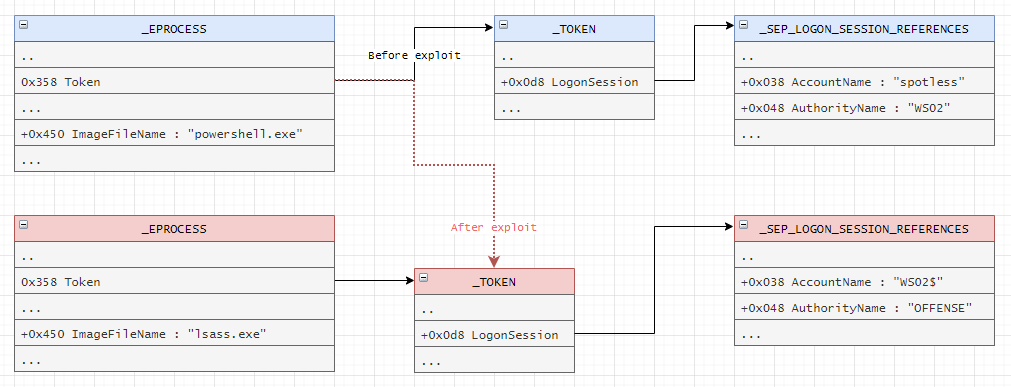 _EPROCESS
..
0x358 Token
...
+0x450 ImageFileName : "powershell.exe"
...
Before exploit
_TOKEN
..
+0x0d8 LogonSession
...
_SEP_LOGON_SESSION_REFERENCES
..
+0x038 AccountName : "spotless"
+0x048 AuthorityName : "WS02"
...
_EPROCESS
..
0x358 Token
...
+0x450 ImageFileName : "lsass.exe"
...
After exploit
_TOKEN
..
+0x0d8 LogonSession
...
_SEP_LOGON_SESSION_REFERENCES
..
+0x038 AccountName : "WS02$"
+0x048 AuthorityName : "OFFENSE"
...